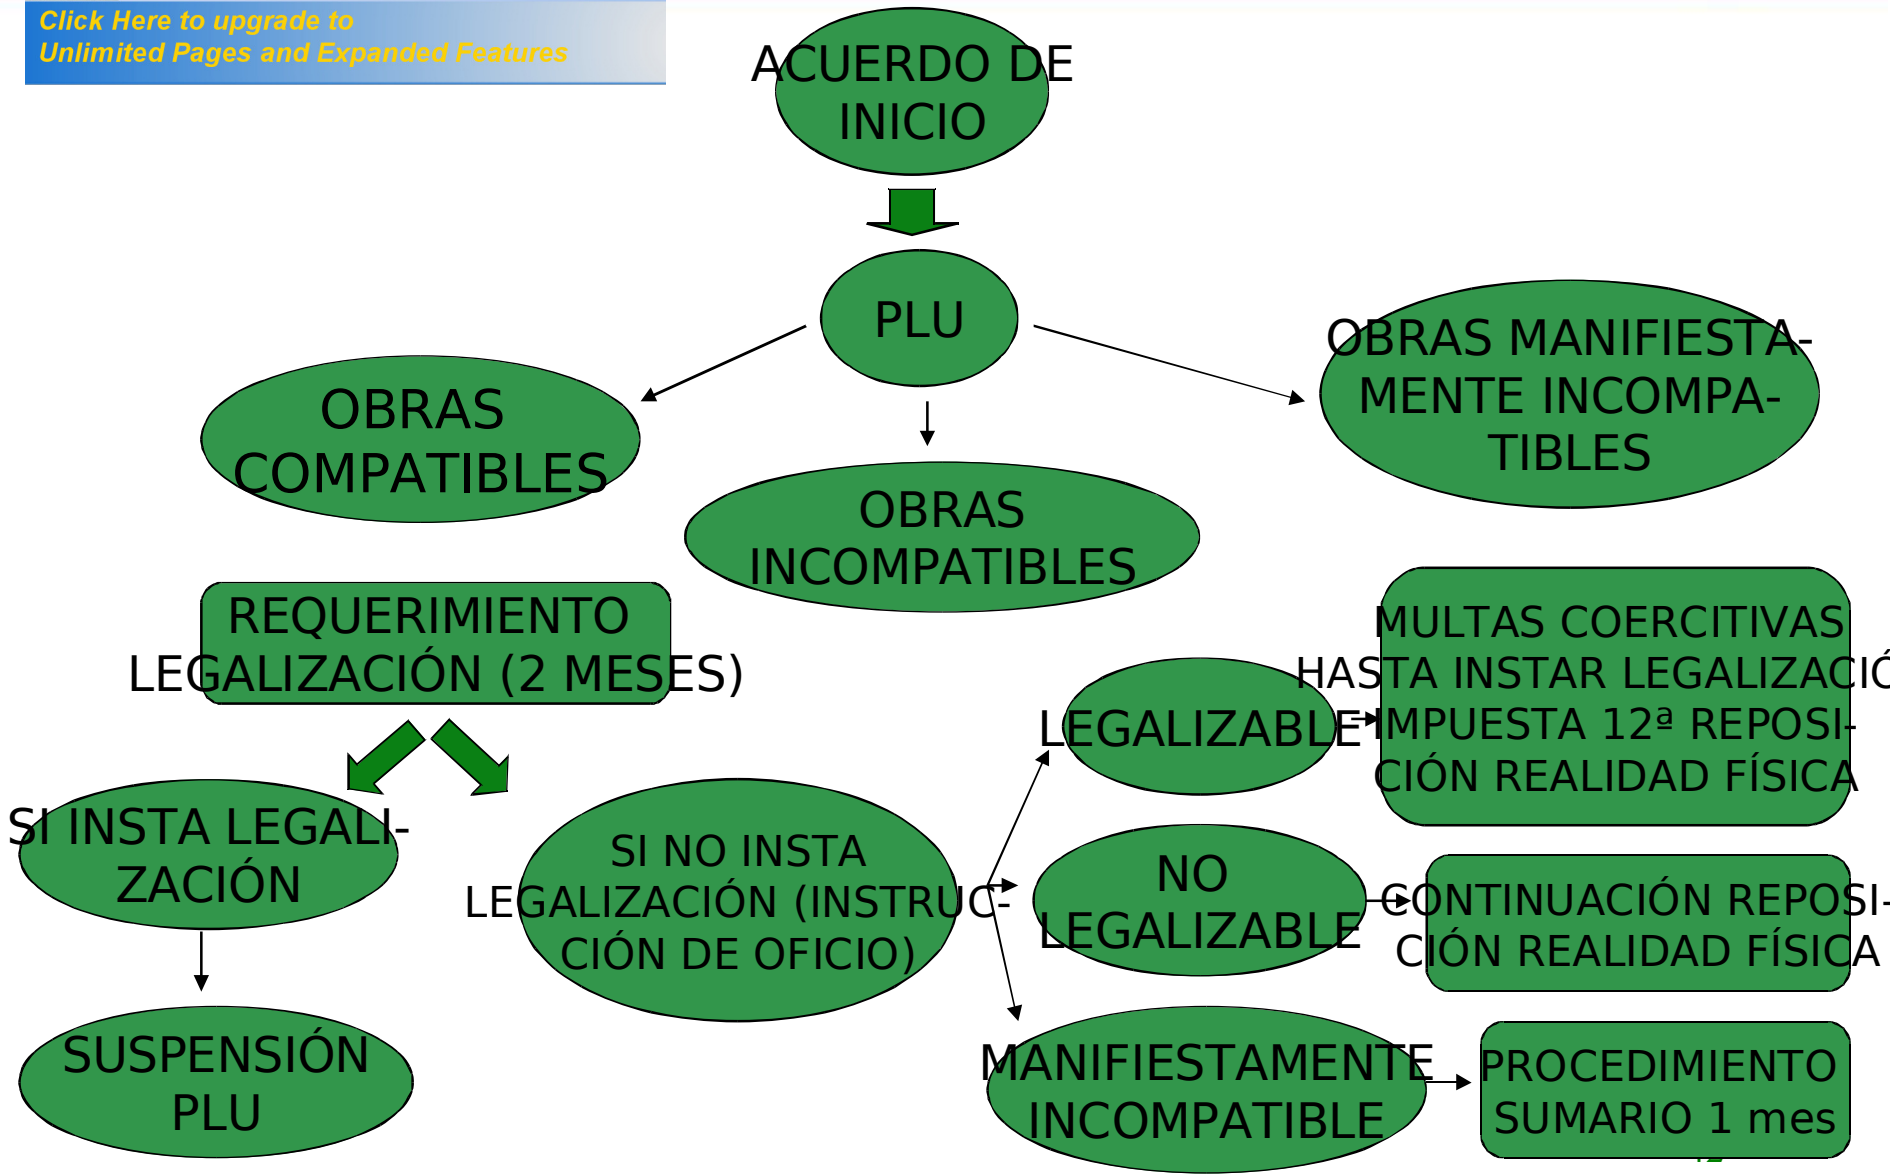 Click Here to upgrade to
Unlimited Pages and Expanded Features
ACUERDO DE
INICIO
PLU
OBRAS
COMPATIBLES
OBRAS
INCOMPATIBLES
OBRAS MANIFIESTA-
MENTE INCOMPA-
TIBLES
REQUERIMIENTO
LEGALIZACIÓN (2 MESES)
SI INSTA LEGALI-
ZACIÓN
SUSPENSIÓN
PLU
SI NO INSTA
LEGALIZACIÓN (INSTRUC-
CIÓN DE OFICIO)
LEGALIZABLE
MULTAS COERCITIVAS
HASTA INSTAR LEGALIZACIÓ
IMPUESTA 12ª REPOSI-
CIÓN REALIDAD FÍSICA
NO
LEGALIZABLE
CONTINUACIÓN REPOSI-
CIÓN REALIDAD FÍSICA
MANIFIESTAMENTE
INCOMPATIBLE
PROCEDIMIENTO
SUMARIO 1 mes